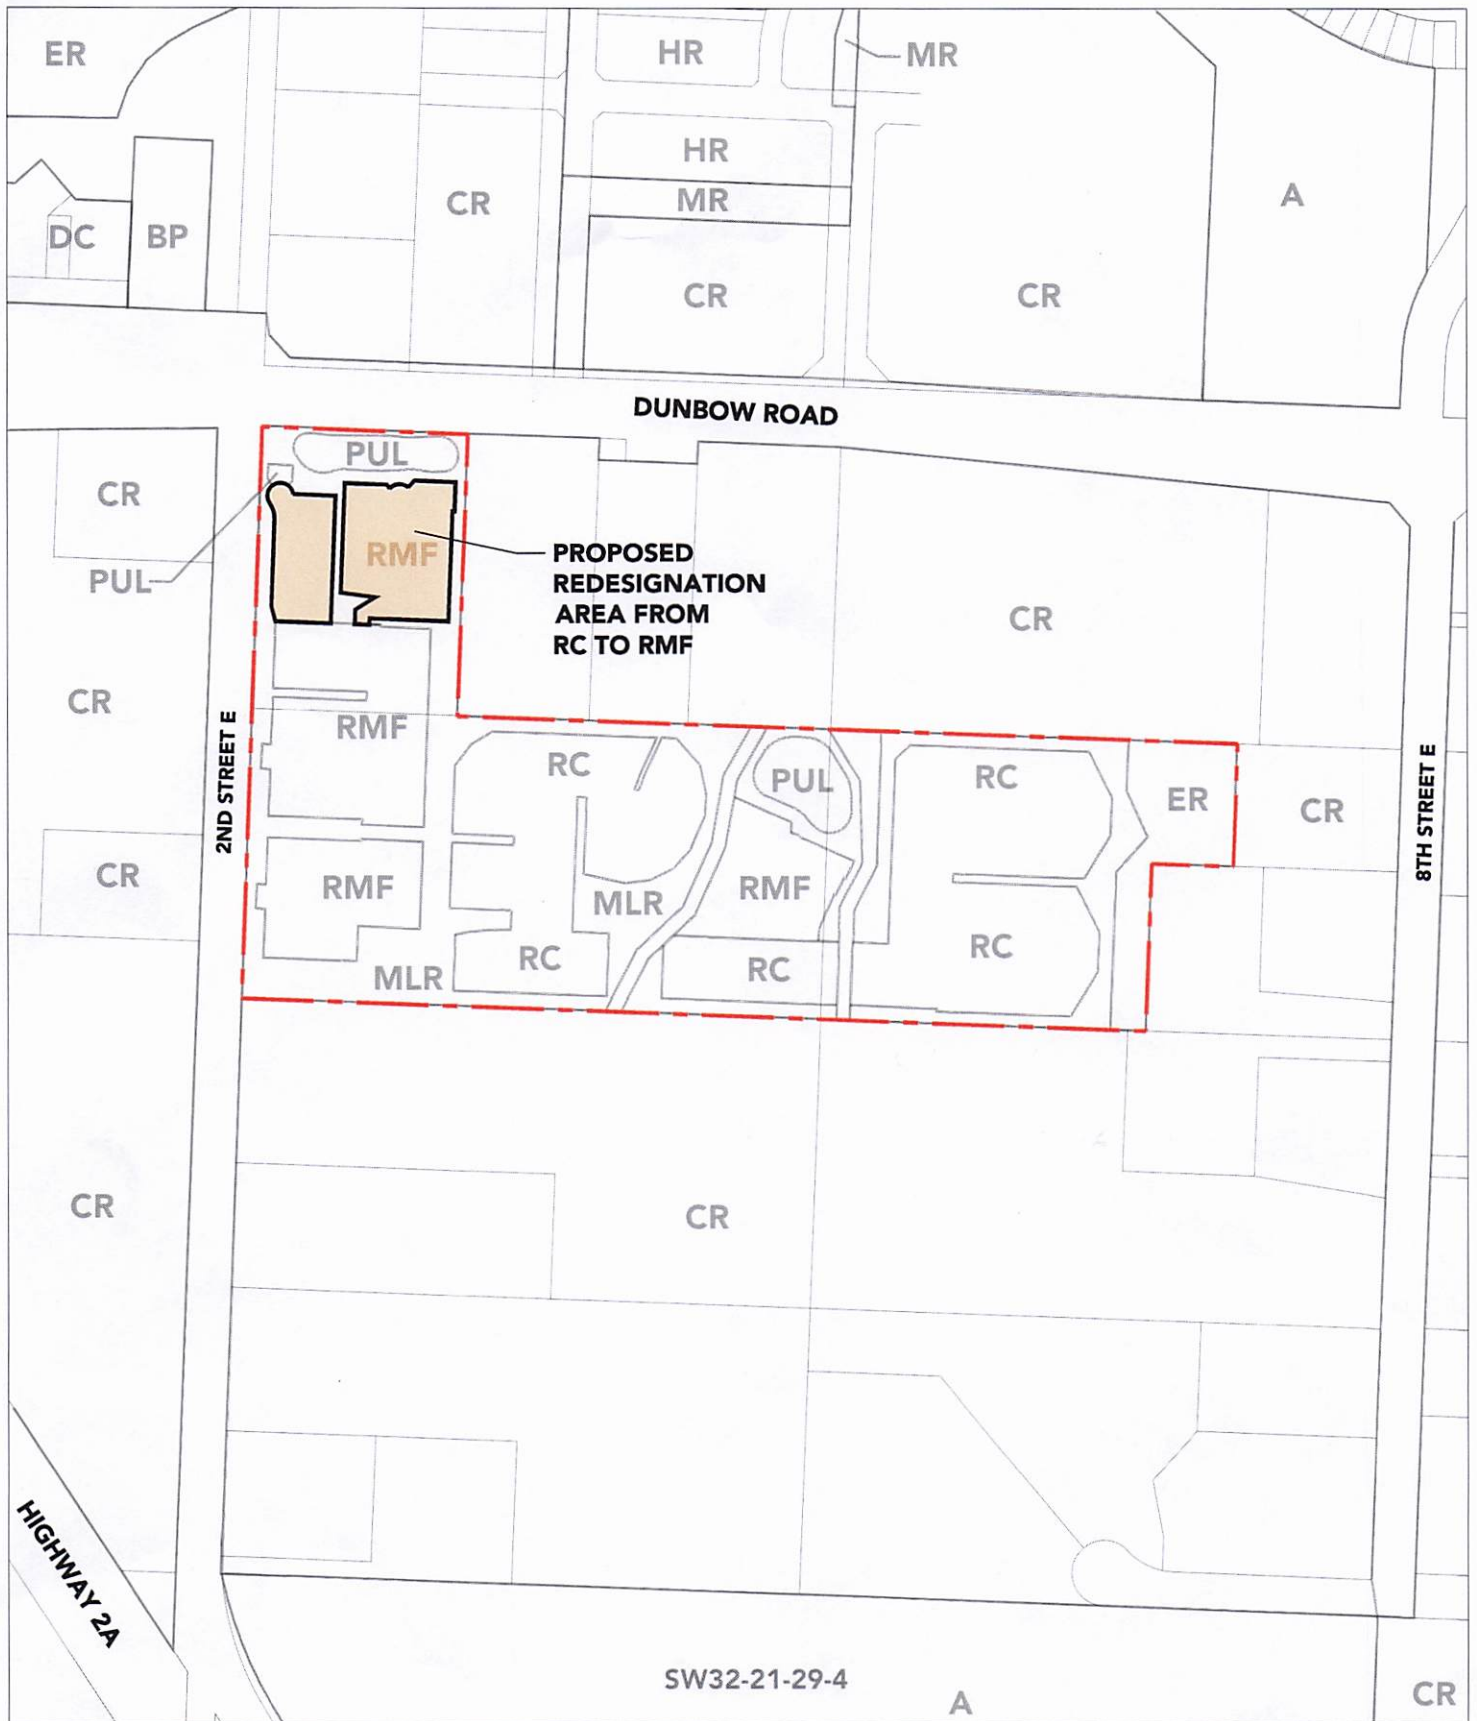 ER
HR
MR
HR
MR
CR
A
DC
BP
CR
CR
DUNBOW ROAD
PUL
CR
RMF
PROPOSED
REDESIGNATION
AREA FROM
RC TO RMF
PUL
CR
CR
RMF
2ND STREET E
RC
PUL
RC
ER
CR
8TH STREET E
CR
RMF
MLR
RMF
RC
MLR
RC
RC
CR
CR
HIGHWAY 2A
SW32-21-29-4
A
CR